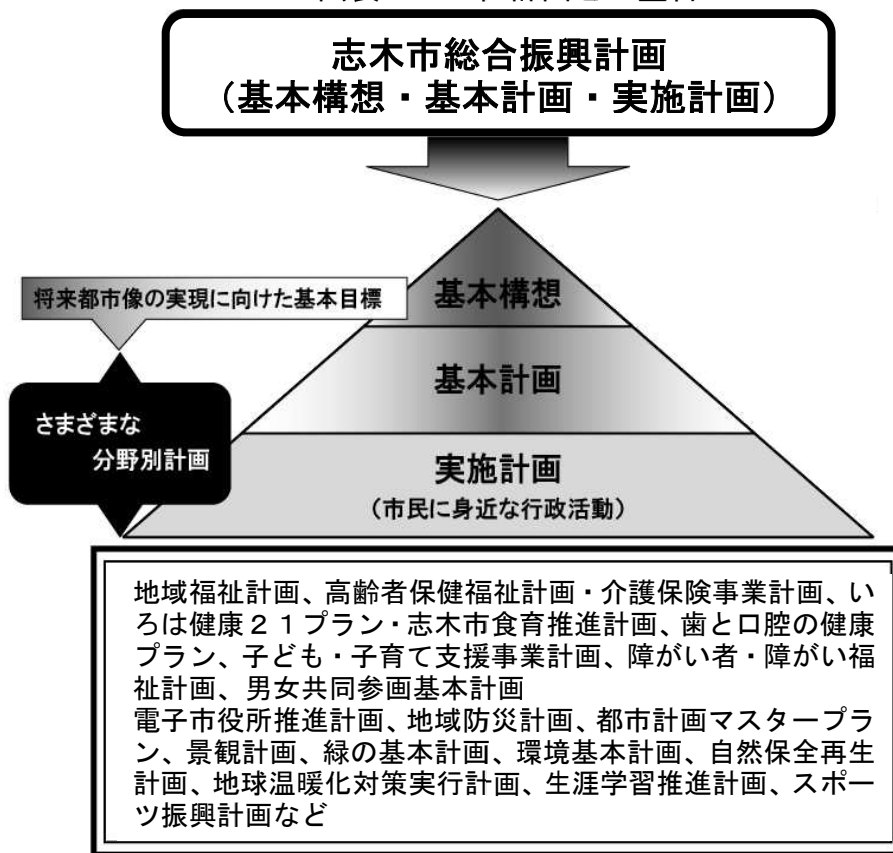 志木市総合振興計画
（基本構想・基本計画・実施計画）
基本構想
将来都市像の実現に向けた基本目標
基本計画
さまざまな
分野別計画
実施計画
（市民に身近な行政活動）
地域福祉計画、高齢者保健福祉計画・介護保険事業計画、い
ろは健康２１プラン・志木市食育推進計画、歯と口腔の健康
プラン、子ども・子育て支援事業計画、障がい者・障がい福
祉計画、男女共同参画基本計画
電子市役所推進計画、地域防災計画、都市計画マスタープラ
ン、景観計画、緑の基本計画、環境基本計画、自然保全再生
計画、地球温暖化対策実行計画、生涯学習推進計画、スポー
ツ振興計画など